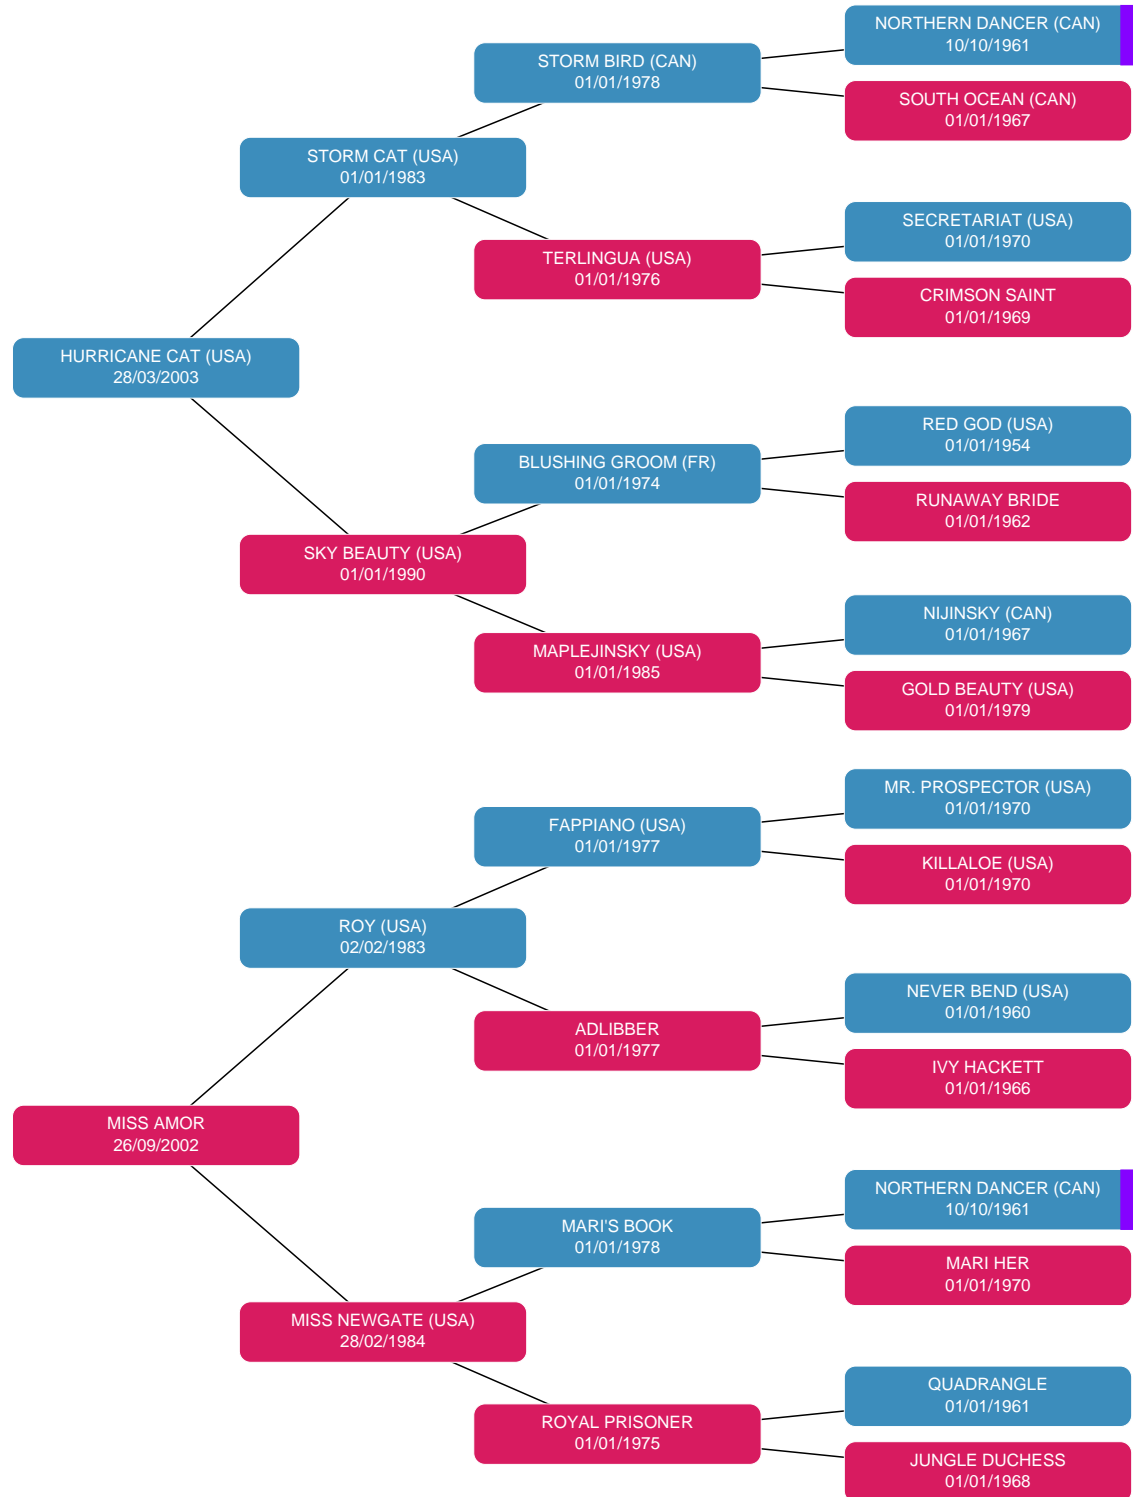 NORTHERN DANCER (CAN)
10/10/1961
STORM BIRD (CAN)
01/01/1978
SOUTH OCEAN (CAN)
01/01/1967
STORM CAT (USA)
01/01/1983
SECRETARIAT (USA)
01/01/1970
TERLINGUA (USA)
01/01/1976
CRIMSON SAINT
01/01/1969
HURRICANE CAT (USA)
28/03/2003
RED GOD (USA)
01/01/1954
BLUSHING GROOM (FR)
01/01/1974
RUNAWAY BRIDE
01/01/1962
SKY BEAUTY (USA)
01/01/1990
NIJINSKY (CAN)
01/01/1967
MAPLEJINSKY (USA)
01/01/1985
GOLD BEAUTY (USA)
01/01/1979
MR. PROSPECTOR (USA)
01/01/1970
FAPPIANO (USA)
01/01/1977
KILLALOE (USA)
01/01/1970
ROY (USA)
02/02/1983
NEVER BEND (USA)
01/01/1960
ADLIBBER
01/01/1977
IVY HACKETT
01/01/1966
MISS AMOR
26/09/2002
NORTHERN DANCER (CAN)
10/10/1961
MARI'S BOOK
01/01/1978
MARI HER
01/01/1970
MISS NEWGATE (USA)
28/02/1984
QUADRANGLE
01/01/1961
ROYAL PRISONER
01/01/1975
JUNGLE DUCHESS
01/01/1968